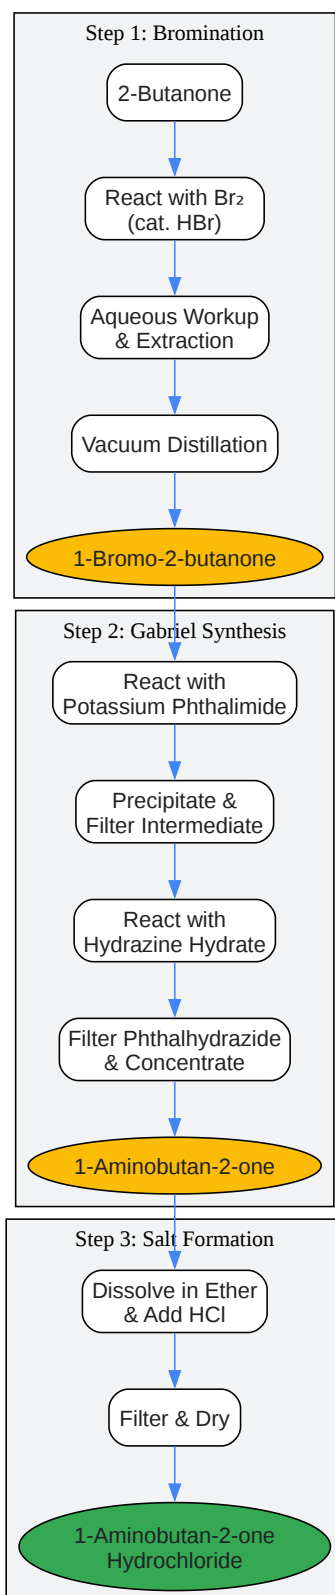 Step 1: Bromination
2-Butanone
React with Br₂
(cat. HBr)
Aqueous Workup
& Extraction
Vacuum Distillation
1-Bromo-2-butanone
Step 2: Gabriel Synthesis
React with
Potassium Phthalimide
Precipitate &
Filter Intermediate
React with
Hydrazine Hydrate
Filter Phthalhydrazide
& Concentrate
1-Aminobutan-2-one
Step 3: Salt Formation
Dissolve in Ether
& Add HCl
Filter & Dry
1-Aminobutan-2-one
Hydrochloride